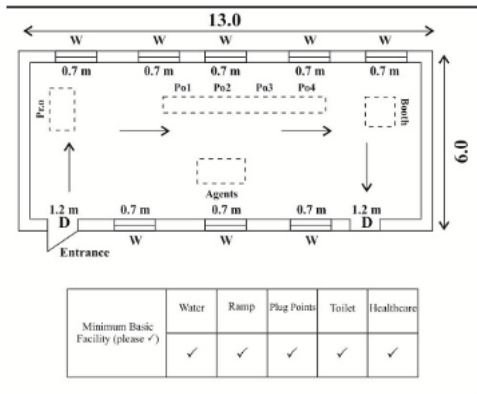 13.0
W W W W W
0.7 m 0.7 m 0.7 m 0.7 m 0.7 m
Po1 Po2 Po3 Po4
Pr.o
Booth
6.0
Agents
1.2 m 0.7 m 0.7 m 0.7 m 1.2 m
D D
W W W
Entrance
Water Ramp Plug Points Toilet Healthcare
Minimum Basic
Facility (please ✓)
✓ ✓ ✓ ✓ ✓